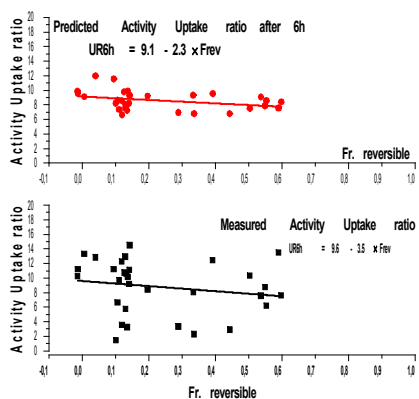 Predicted Activity Uptake ratio after 6h
UR6h = 9.1 - 2.3 x Frev
Activity Uptake ratio
20
18
16
14
12
10
8
6
4
2
0
Fr. reversible
-0,1 0,0 0,1 0,2 0,3 0,4 0,5 0,6 0,7 0,8 0,9 1,0
Measured Activity Uptake ratio
UR6h = 9.6 - 3.5 x Frev
Activity Uptake ratio
20
18
16
14
12
10
8
6
4
2
0
-0,1 0,0 0,1 0,2 0,3 0,4 0,5 0,6 0,7 0,8 0,9 1,0
Fr. reversible